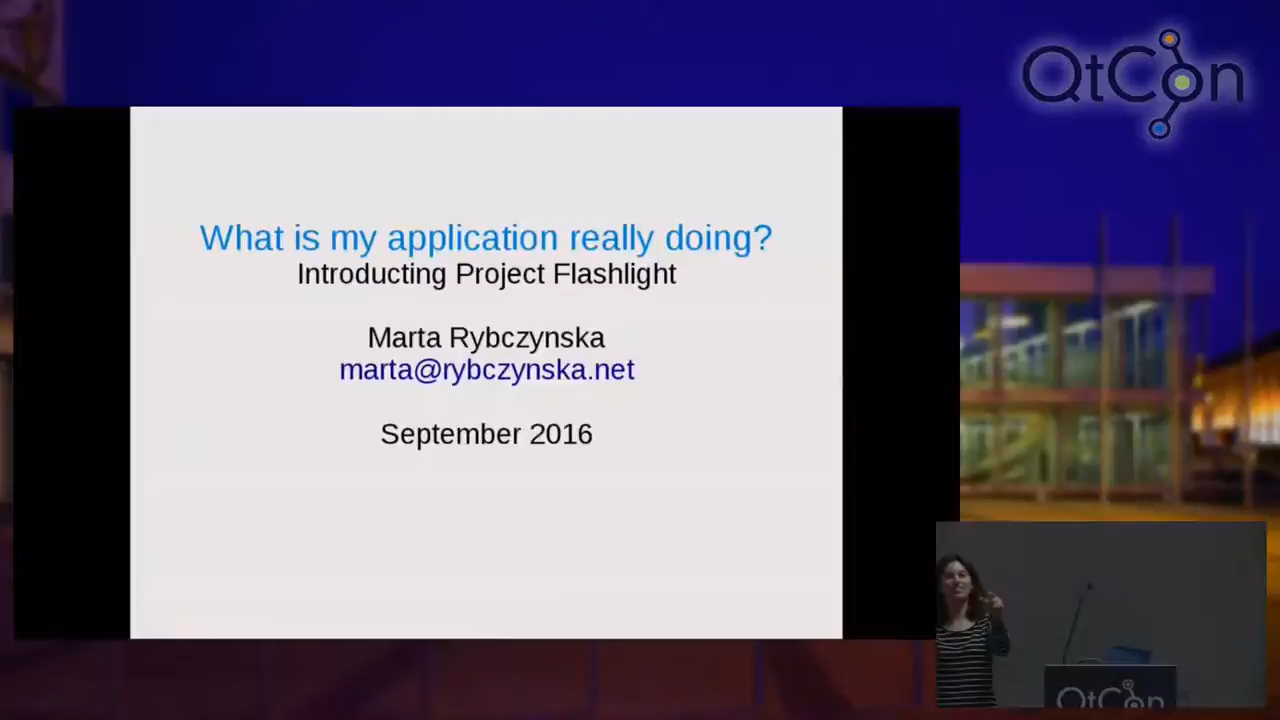 QtCon
What is my application really doing?
Introducting Project Flashlight
Marta Rybczynska
marta@rybczynska.net
September 2016
QtCon